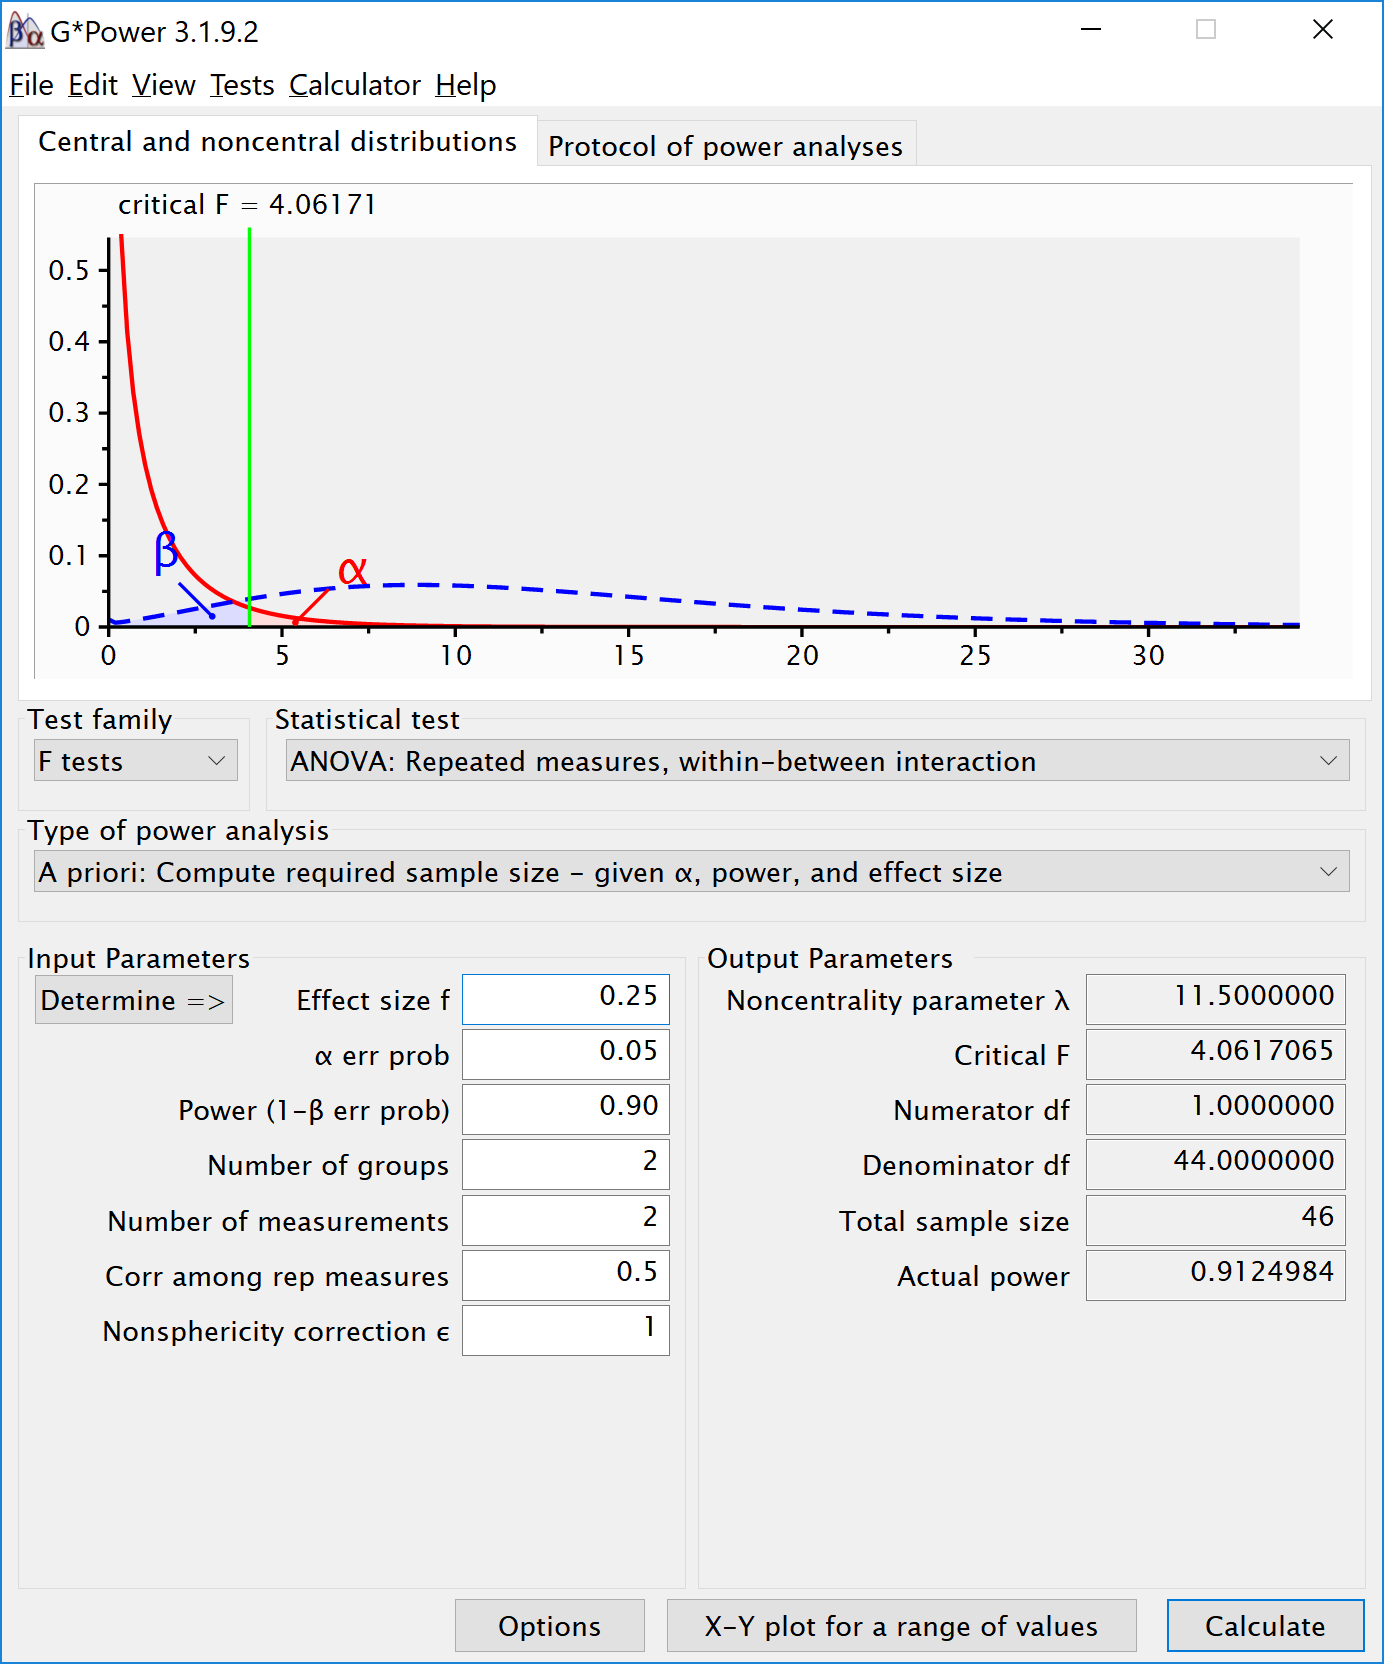 G*Power 3.1.9.2
File Edit View Tests Calculator Help
Central and noncentral distributions
Protocol of power analyses
critical F = 4.06171
0.5
0.4
0.3
0.2
0.1
0
β
α
0 5 10 15 20 25 30
Test family
Statistical test
F tests
ANOVA: Repeated measures, within-between interaction
Type of power analysis
A priori: Compute required sample size - given α, power, and effect size
Input Parameters
Determine =>
Effect size f 0.25
α err prob 0.05
Power (1-β err prob) 0.90
Number of groups 2
Number of measurements 2
Corr among rep measures 0.5
Nonsphericity correction ϵ 1
Output Parameters
Noncentrality parameter λ 11.5000000
Critical F 4.0617065
Numerator df 1.0000000
Denominator df 44.0000000
Total sample size 46
Actual power 0.9124984
Options
X-Y plot for a range of values
Calculate